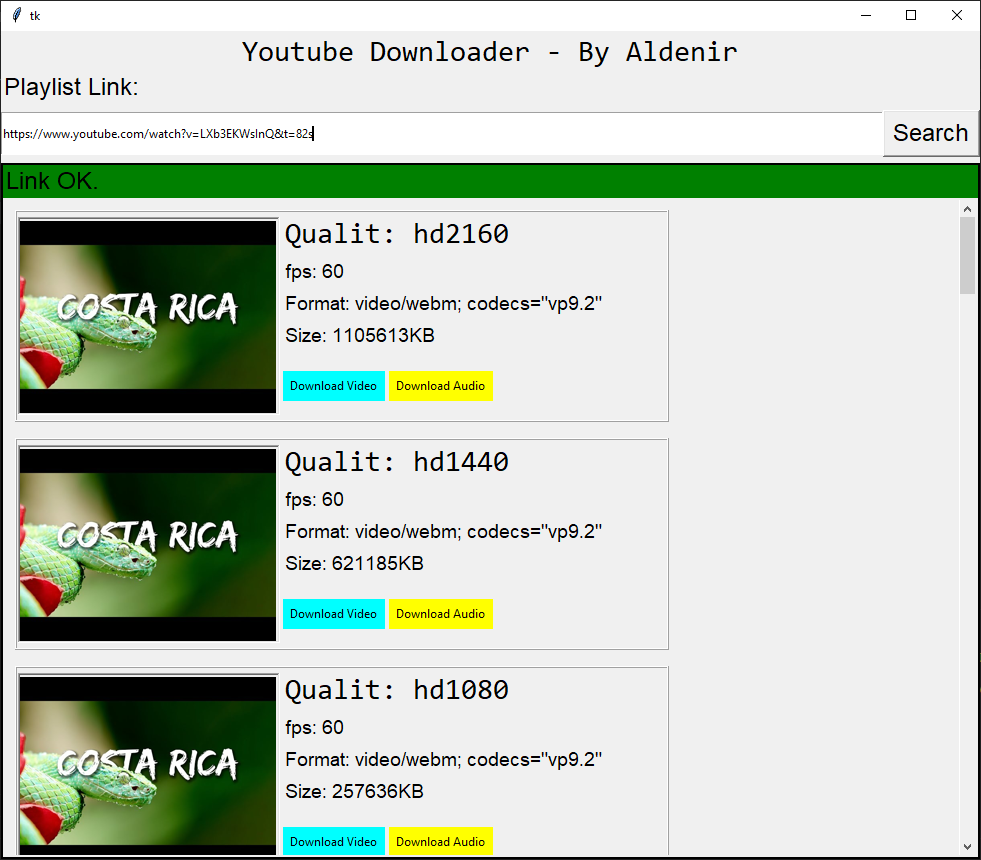 tk
Youtube Downloader - By Aldenir
Playlist Link:
https://www.youtube.com/watch?v=LXb3EKWsInQ&t=82s
Search
Link OK.
COSTA RICA
Qualit: hd2160
fps: 60
Format: video/webm; codecs="vp9.2"
Size: 1105613KB
Download Video Download Audio
COSTA RICA
Qualit: hd1440
fps: 60
Format: video/webm; codecs="vp9.2"
Size: 621185KB
Download Video Download Audio
COSTA RICA
Qualit: hd1080
fps: 60
Format: video/webm; codecs="vp9.2"
Size: 257636KB
Download Video Download Audio